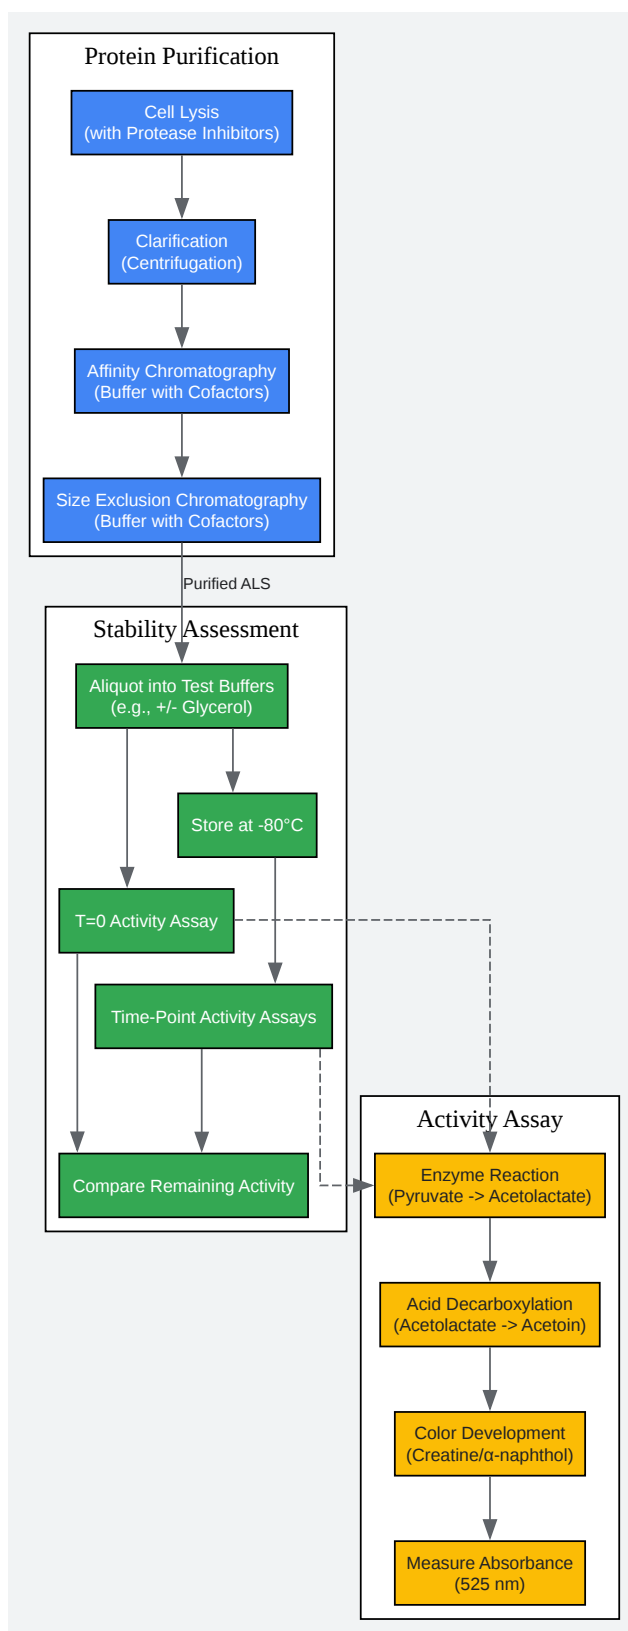 Protein Purification
Cell Lysis
(with Protease Inhibitors)
Clarification
(Centrifugation)
Affinity Chromatography
(Buffer with Cofactors)
Size Exclusion Chromatography
(Buffer with Cofactors)
Purified ALS
Stability Assessment
Aliquot into Test Buffers
(e.g., +/- Glycerol)
Store at -80°C
T=0 Activity Assay
Time-Point Activity Assays
Compare Remaining Activity
Activity Assay
Enzyme Reaction
(Pyruvate -> Acetolactate)
Acid Decarboxylation
(Acetolactate -> Acetoin)
Color Development
(Creatine/α-naphthol)
Measure Absorbance
(525 nm)